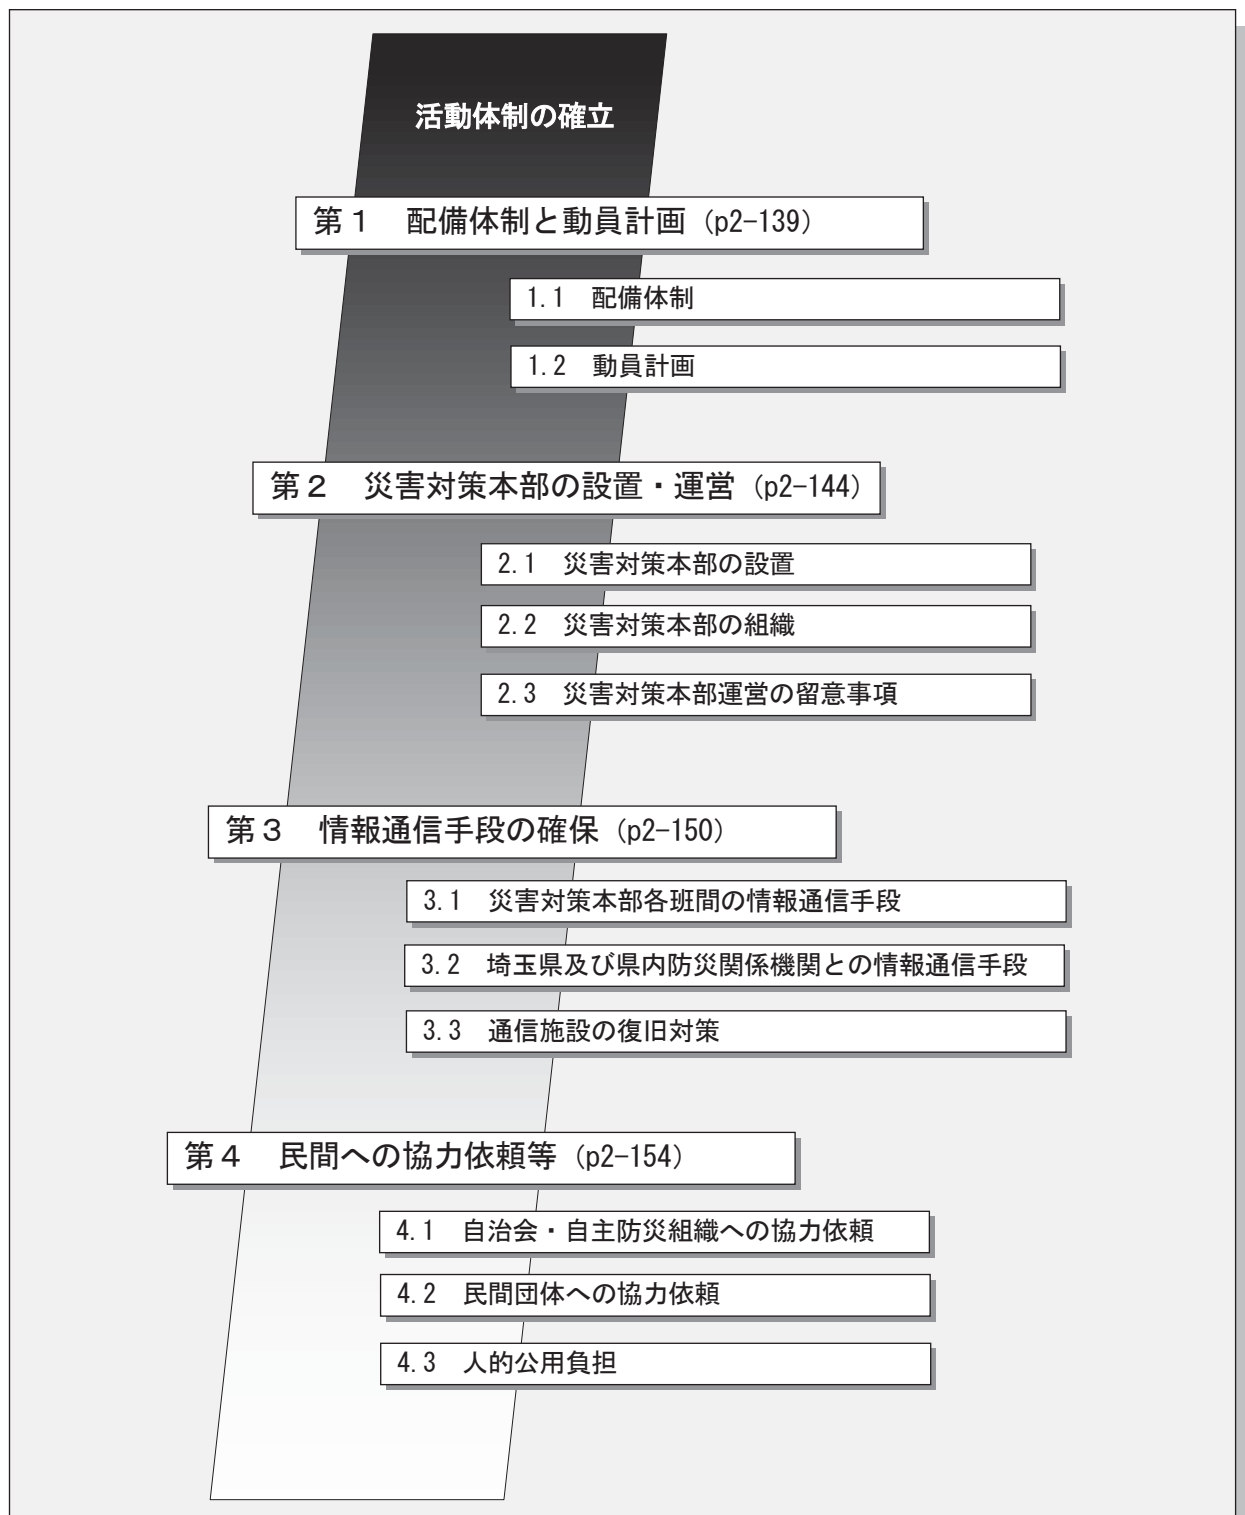 活動体制の確立
第1 配備体制と動員計画（p2-139）
1.1 配備体制
1.2 動員計画
第2 災害対策本部の設置・運営（p2-144）
2.1 災害対策本部の設置
2.2 災害対策本部の組織
2.3 災害対策本部運営の留意事項
第3 情報通信手段の確保（p2-150）
3.1 災害対策本部各班間の情報通信手段
3.2 埼玉県及び県内防災関係機関との情報通信手段
3.3 通信施設の復旧対策
第4 民間への協力依頼等（p2-154）
4.1 自治会・自主防災組織への協力依頼
4.2 民間団体への協力依頼
4.3 人的公用負担